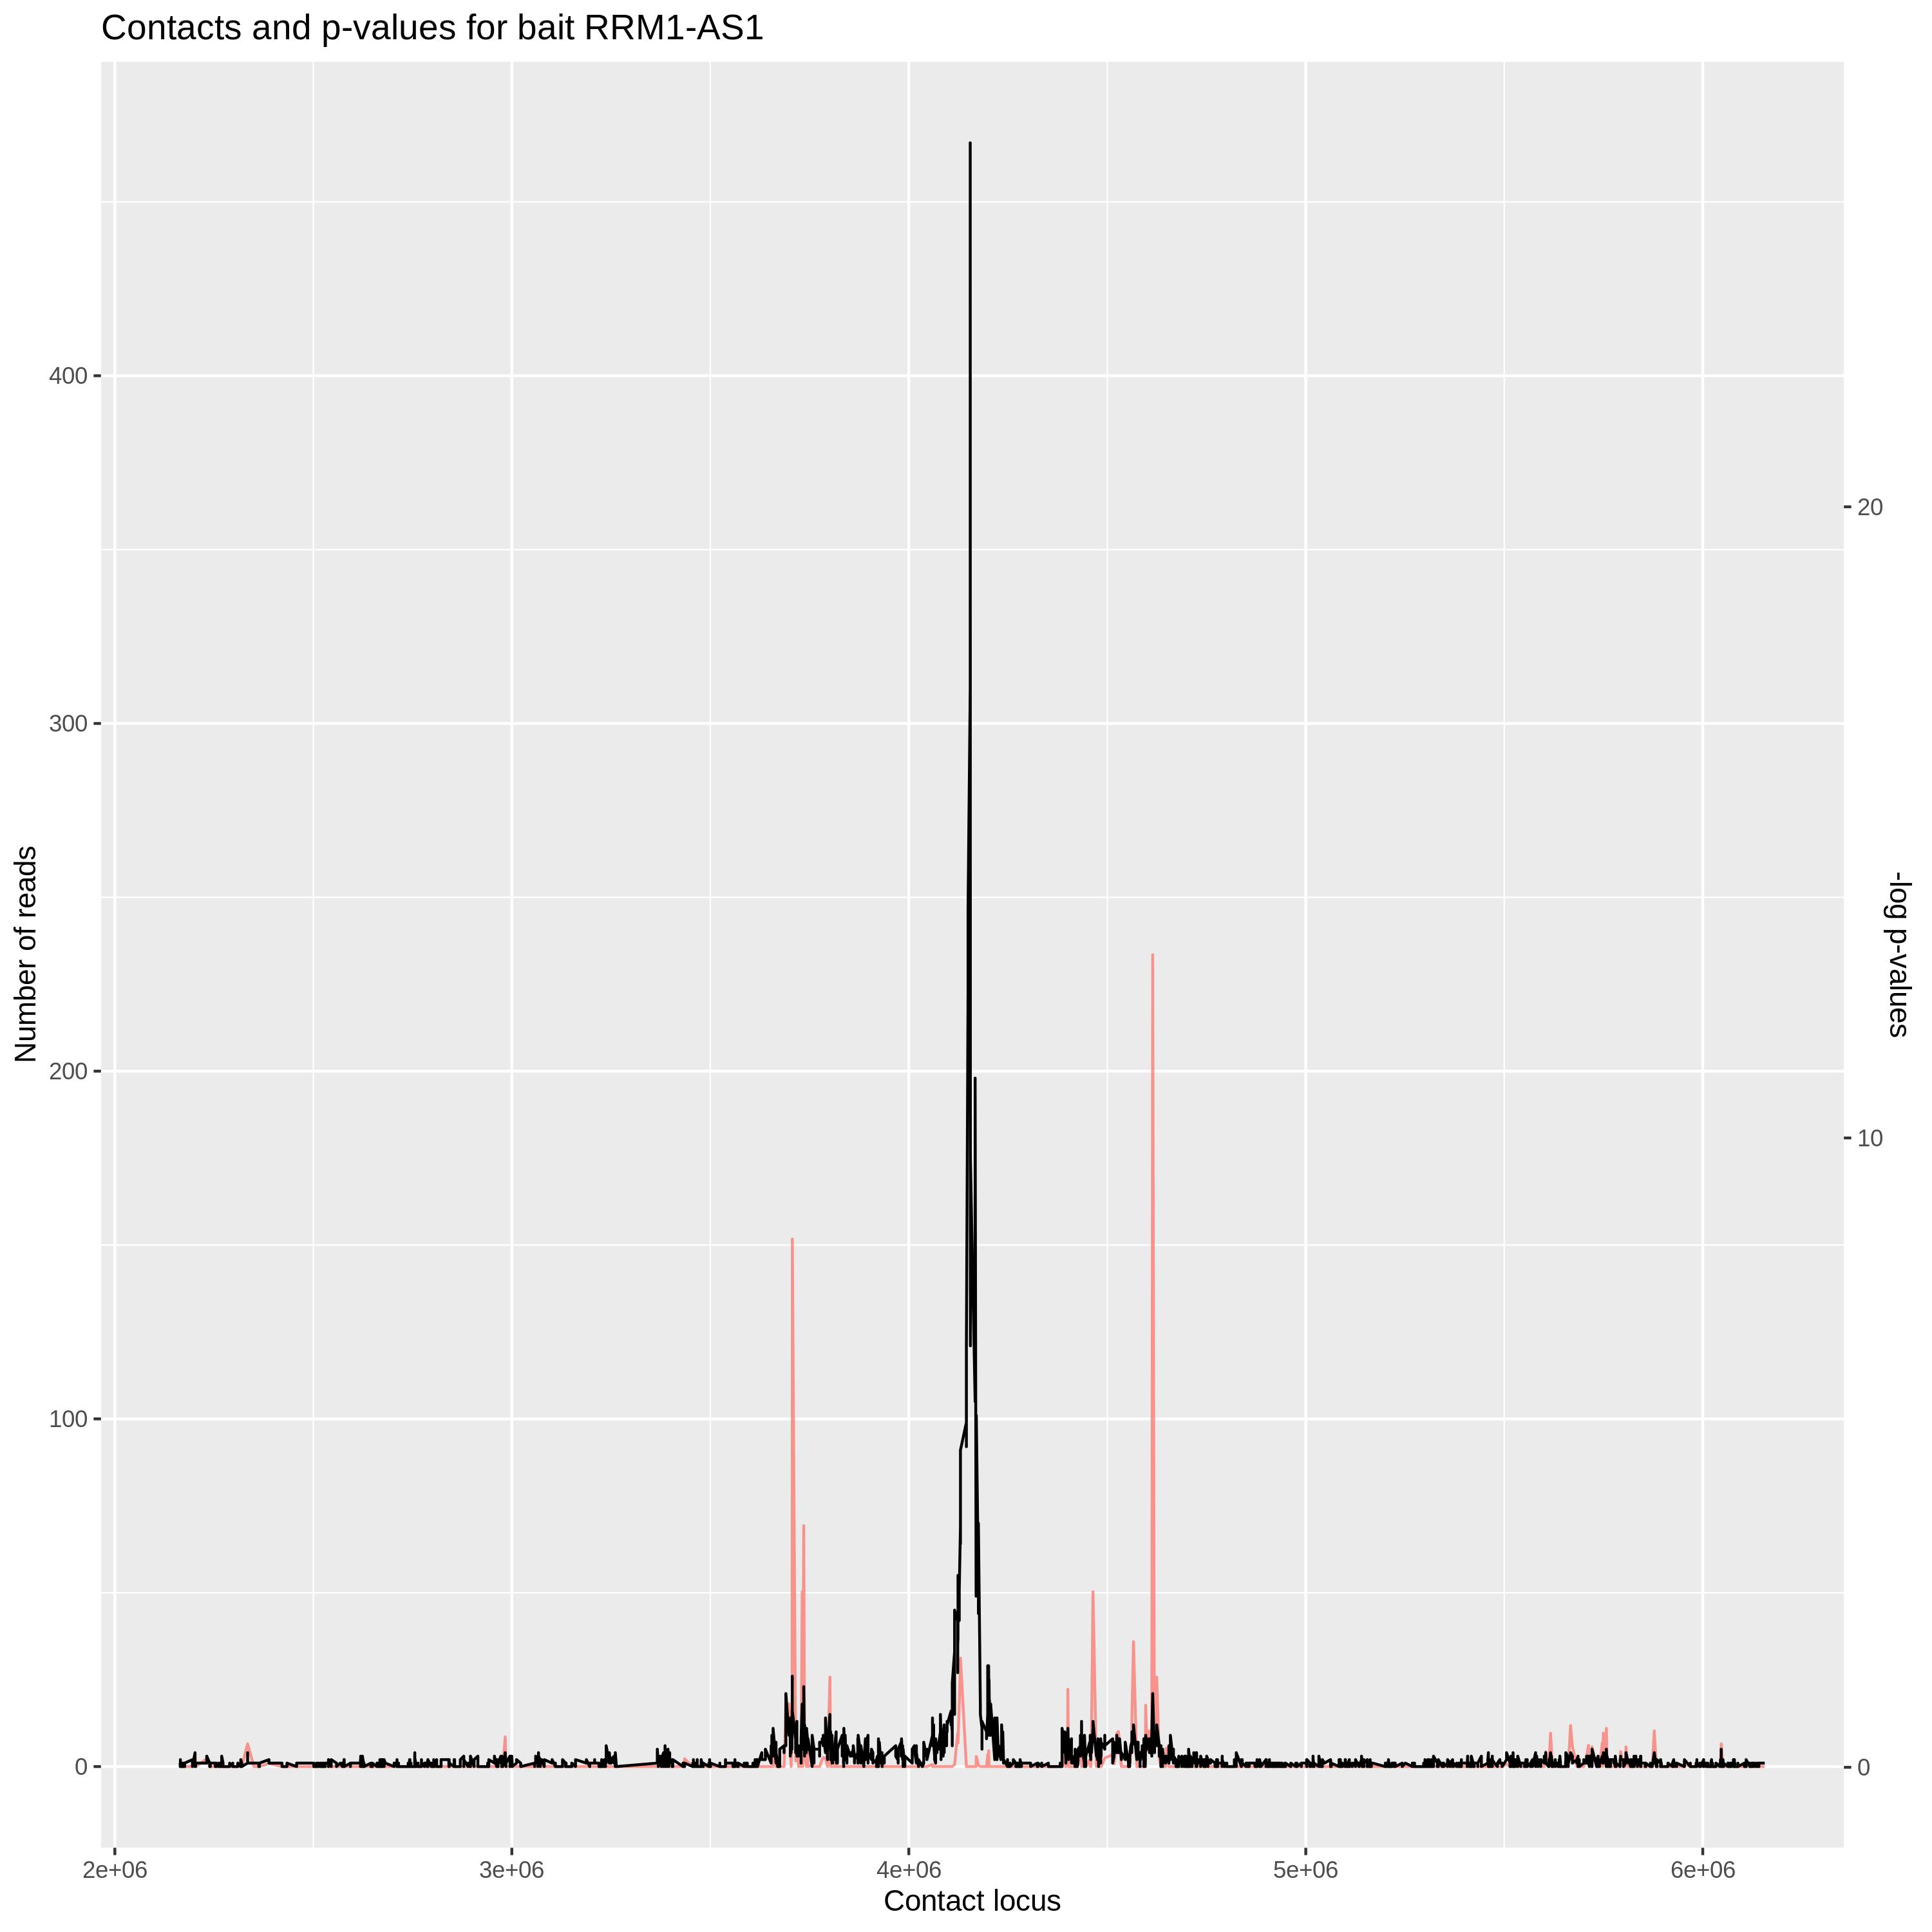 Contacts and p-values for bait RRM1-AS1
400
300
200
100
0
Number of reads
20
10
0
-log p-values
2e+06 3e+06 4e+06 5e+06 6e+06
Contact locus